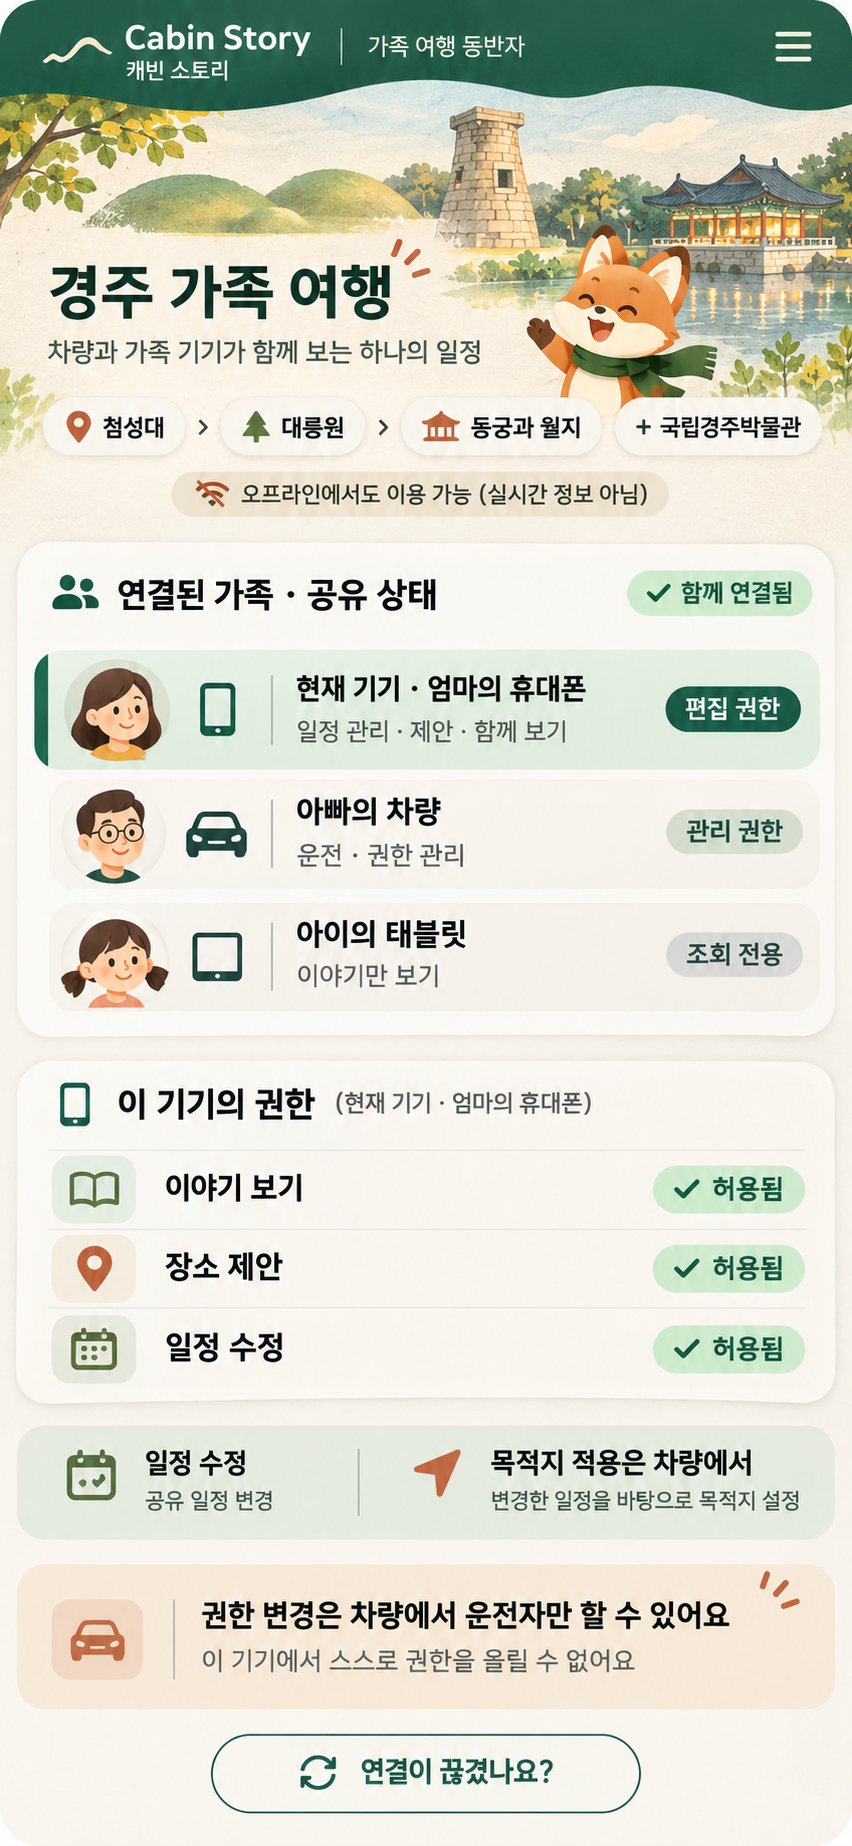 Cabin Story
캐빈 소토리
가족 여행 동반자
경주 가족 여행
차량과 가족 기기가 함께 보는 하나의 일정
첨성대 > 대릉원 > 동궁과 월지 + 국립경주박물관
오프라인에서도 이용 가능 (실시간 정보 아님)
연결된 가족 · 공유 상태
함께 연결됨
현재 기기 · 엄마의 휴대폰
일정 관리 · 제안 · 함께 보기
편집 권한
아빠의 차량
운전 · 권한 관리
관리 권한
아이의 태블릿
이야기만 보기
조회 전용
이 기기의 권한 (현재 기기 · 엄마의 휴대폰)
이야기 보기
허용됨
장소 제안
허용됨
일정 수정
허용됨
일정 수정
공유 일정 변경
목적지 적용은 차량에서
변경한 일정을 바탕으로 목적지 설정
권한 변경은 차량에서 운전자만 할 수 있어요
이 기기에서 스스로 권한을 올릴 수 없어요
연결이 끊겼나요?